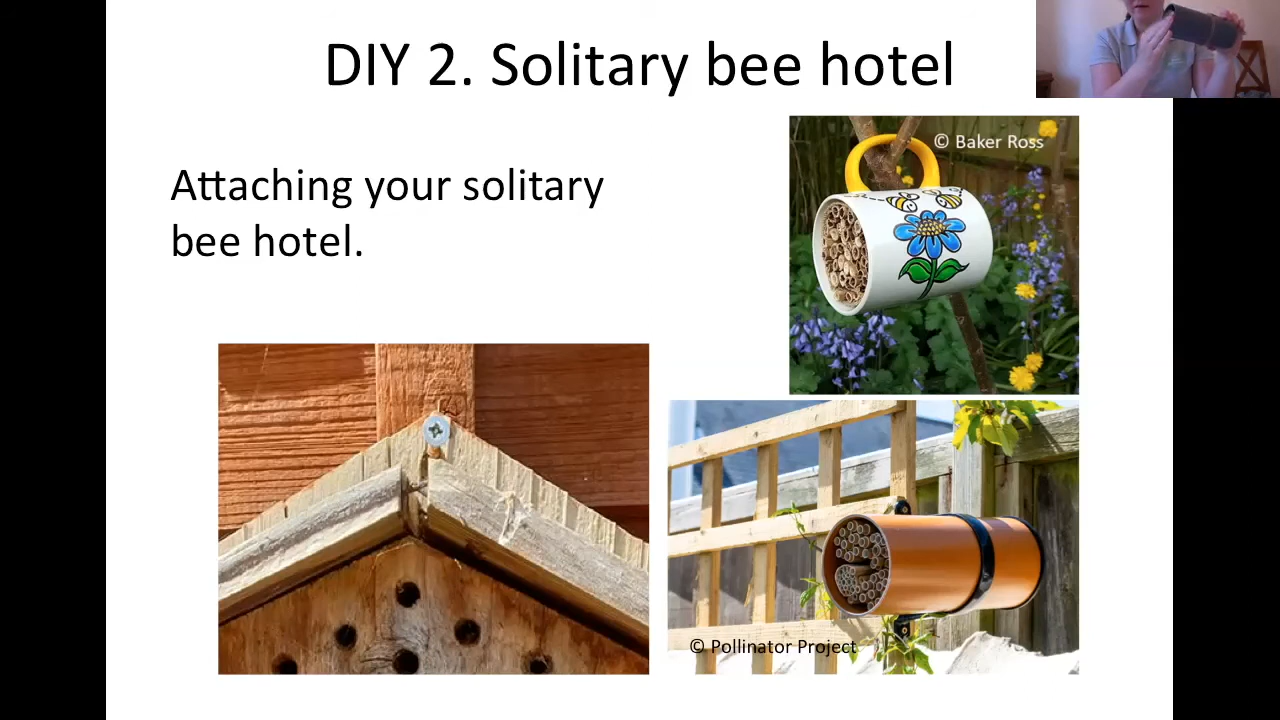 DIY 2. Solitary bee hotel
© Baker Ross
Attaching your solitary
bee hotel.
© Pollinator Project